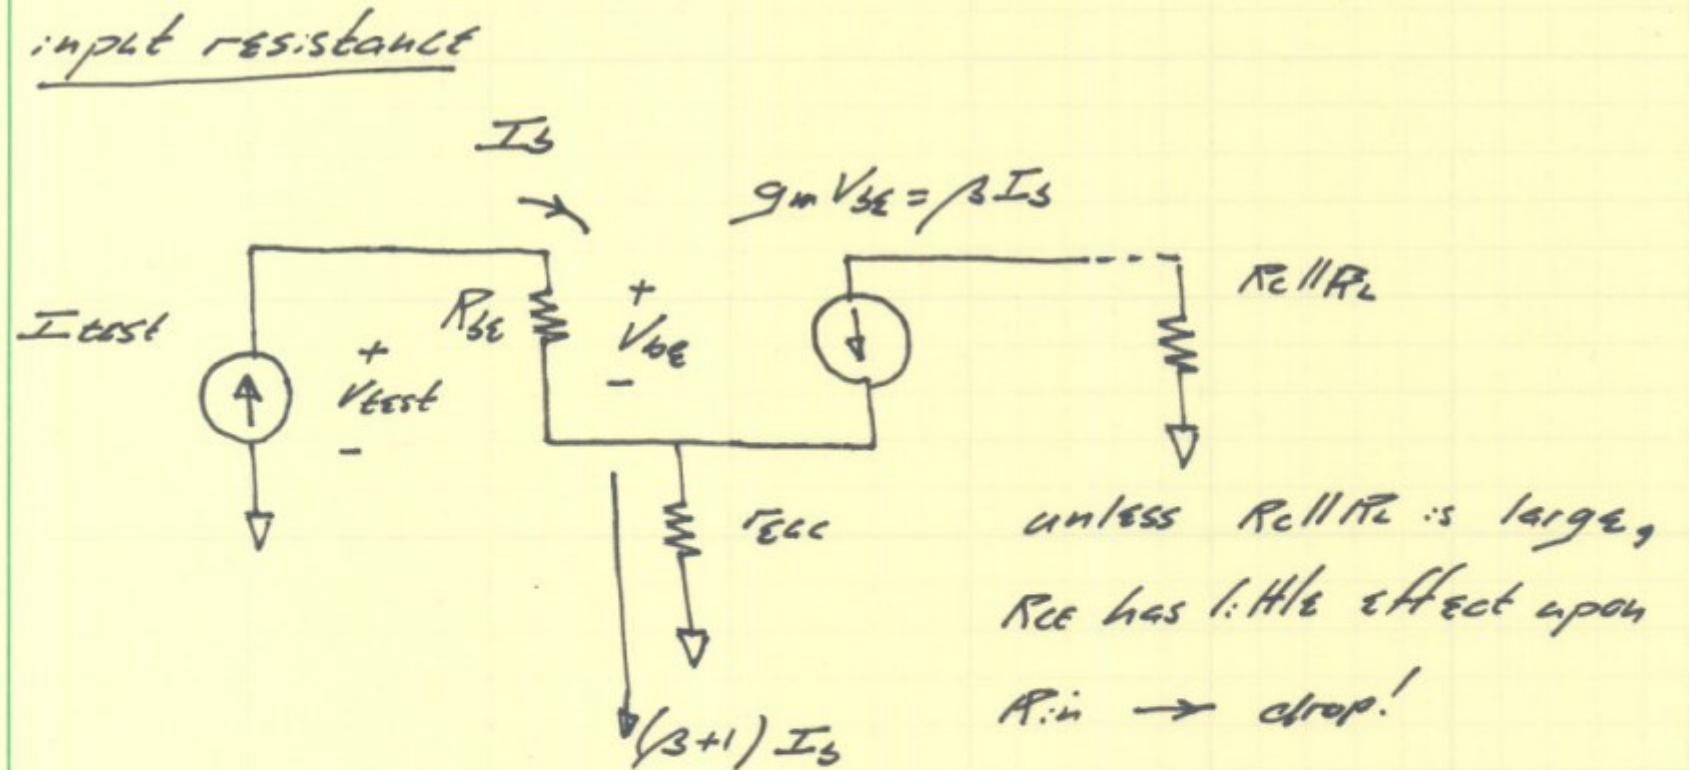 input resistance
Ib
gm Vbe = β Ib
Itest
+
Vtest
-
Rbe
+
Vbe
-
Rc//RL
unless Rc//RL is large,
RCE has little effect upon
Rin → drop!
(β+1) Ib